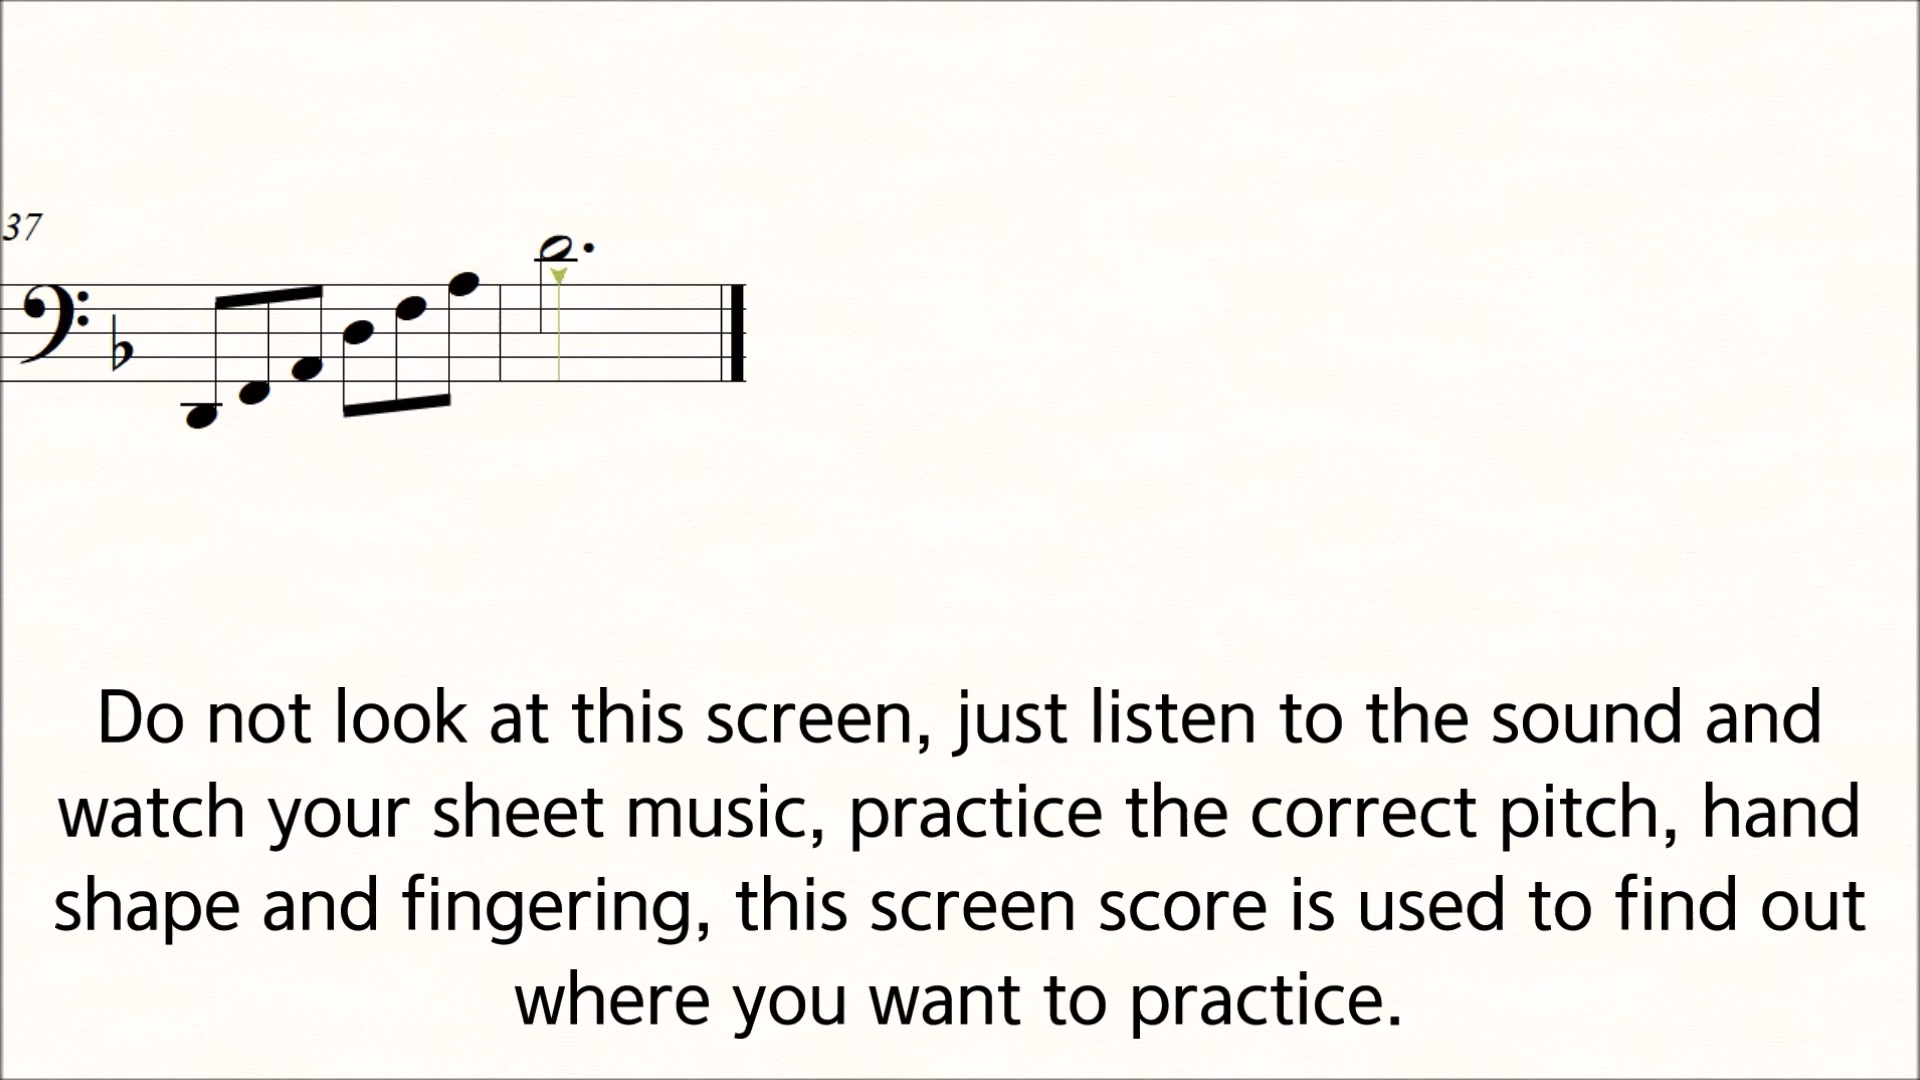 37
Do not look at this screen, just listen to the sound and
watch your sheet music, practice the correct pitch, hand
shape and fingering, this screen score is used to find out
where you want to practice.